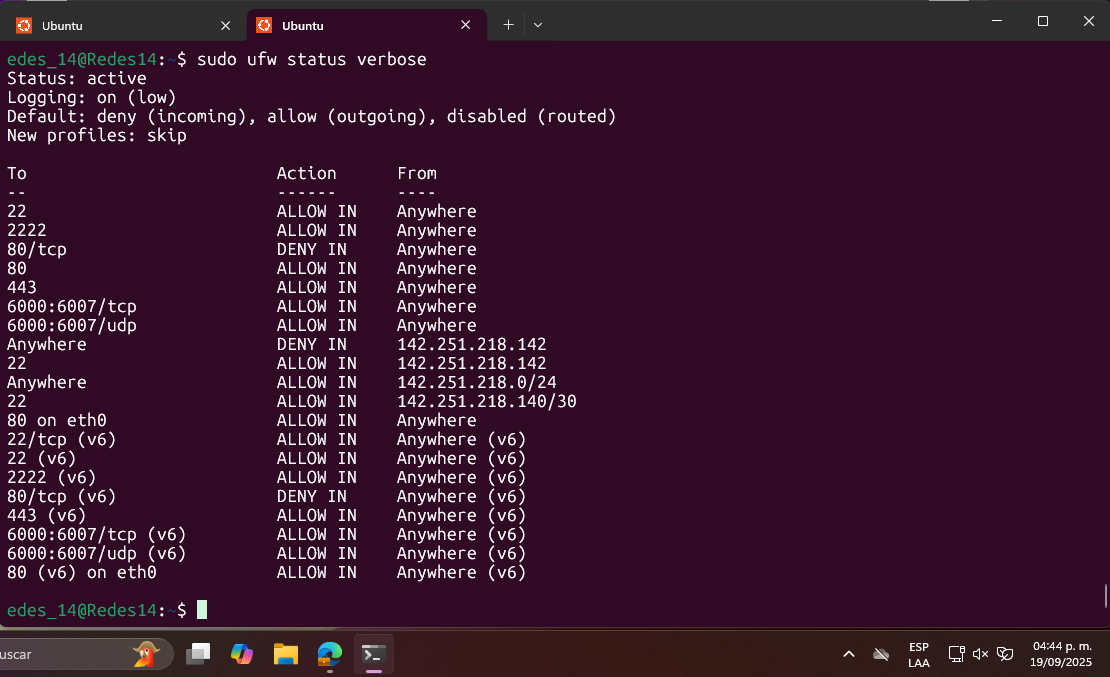 Ubuntu
Ubuntu
edes_14@Redes14:~$ sudo ufw status verbose
Status: active
Logging: on (low)
Default: deny (incoming), allow (outgoing), disabled (routed)
New profiles: skip
To                         Action      From
--                         ------      ----
22                         ALLOW IN    Anywhere
2222                       ALLOW IN    Anywhere
80/tcp                     DENY IN     Anywhere
80                         ALLOW IN    Anywhere
443                        ALLOW IN    Anywhere
6000:6007/tcp              ALLOW IN    Anywhere
6000:6007/udp              ALLOW IN    Anywhere
Anywhere                   DENY IN     142.251.218.142
22                         ALLOW IN    142.251.218.142
Anywhere                   ALLOW IN    142.251.218.0/24
22                         ALLOW IN    142.251.218.140/30
80 on eth0                 ALLOW IN    Anywhere
22/tcp (v6)                ALLOW IN    Anywhere (v6)
22 (v6)                    ALLOW IN    Anywhere (v6)
2222 (v6)                  ALLOW IN    Anywhere (v6)
80/tcp (v6)                DENY IN     Anywhere (v6)
443 (v6)                   ALLOW IN    Anywhere (v6)
6000:6007/tcp (v6)         ALLOW IN    Anywhere (v6)
6000:6007/udp (v6)         ALLOW IN    Anywhere (v6)
80 (v6) on eth0            ALLOW IN    Anywhere (v6)
edes_14@Redes14:~$
uscar
ESP
LAA
04:44 p. m.
19/09/2025